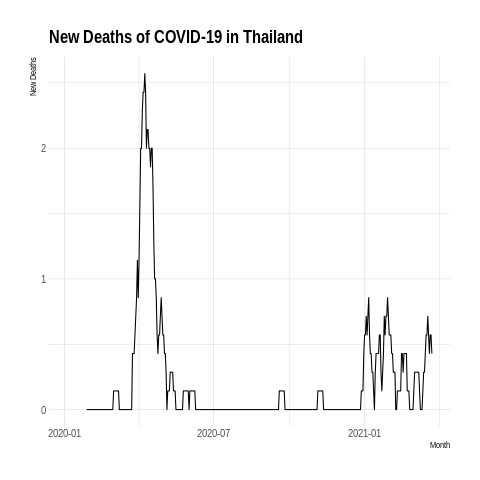 New Deaths of COVID-19 in Thailand
New Deaths
2
1
0
2020-01 2020-07 2021-01
Month